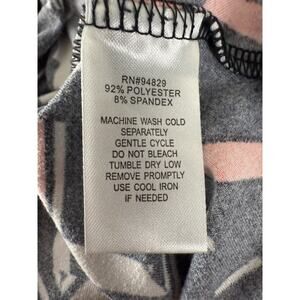 RN#94829
92% POLYESTER
8% SPANDEX
MACHINE WASH COLD
SEPARATELY
GENTLE CYCLE
DO NOT BLEACH
TUMBLE DRY LOW
REMOVE PROMPTLY
USE COOL IRON
IF NEEDED